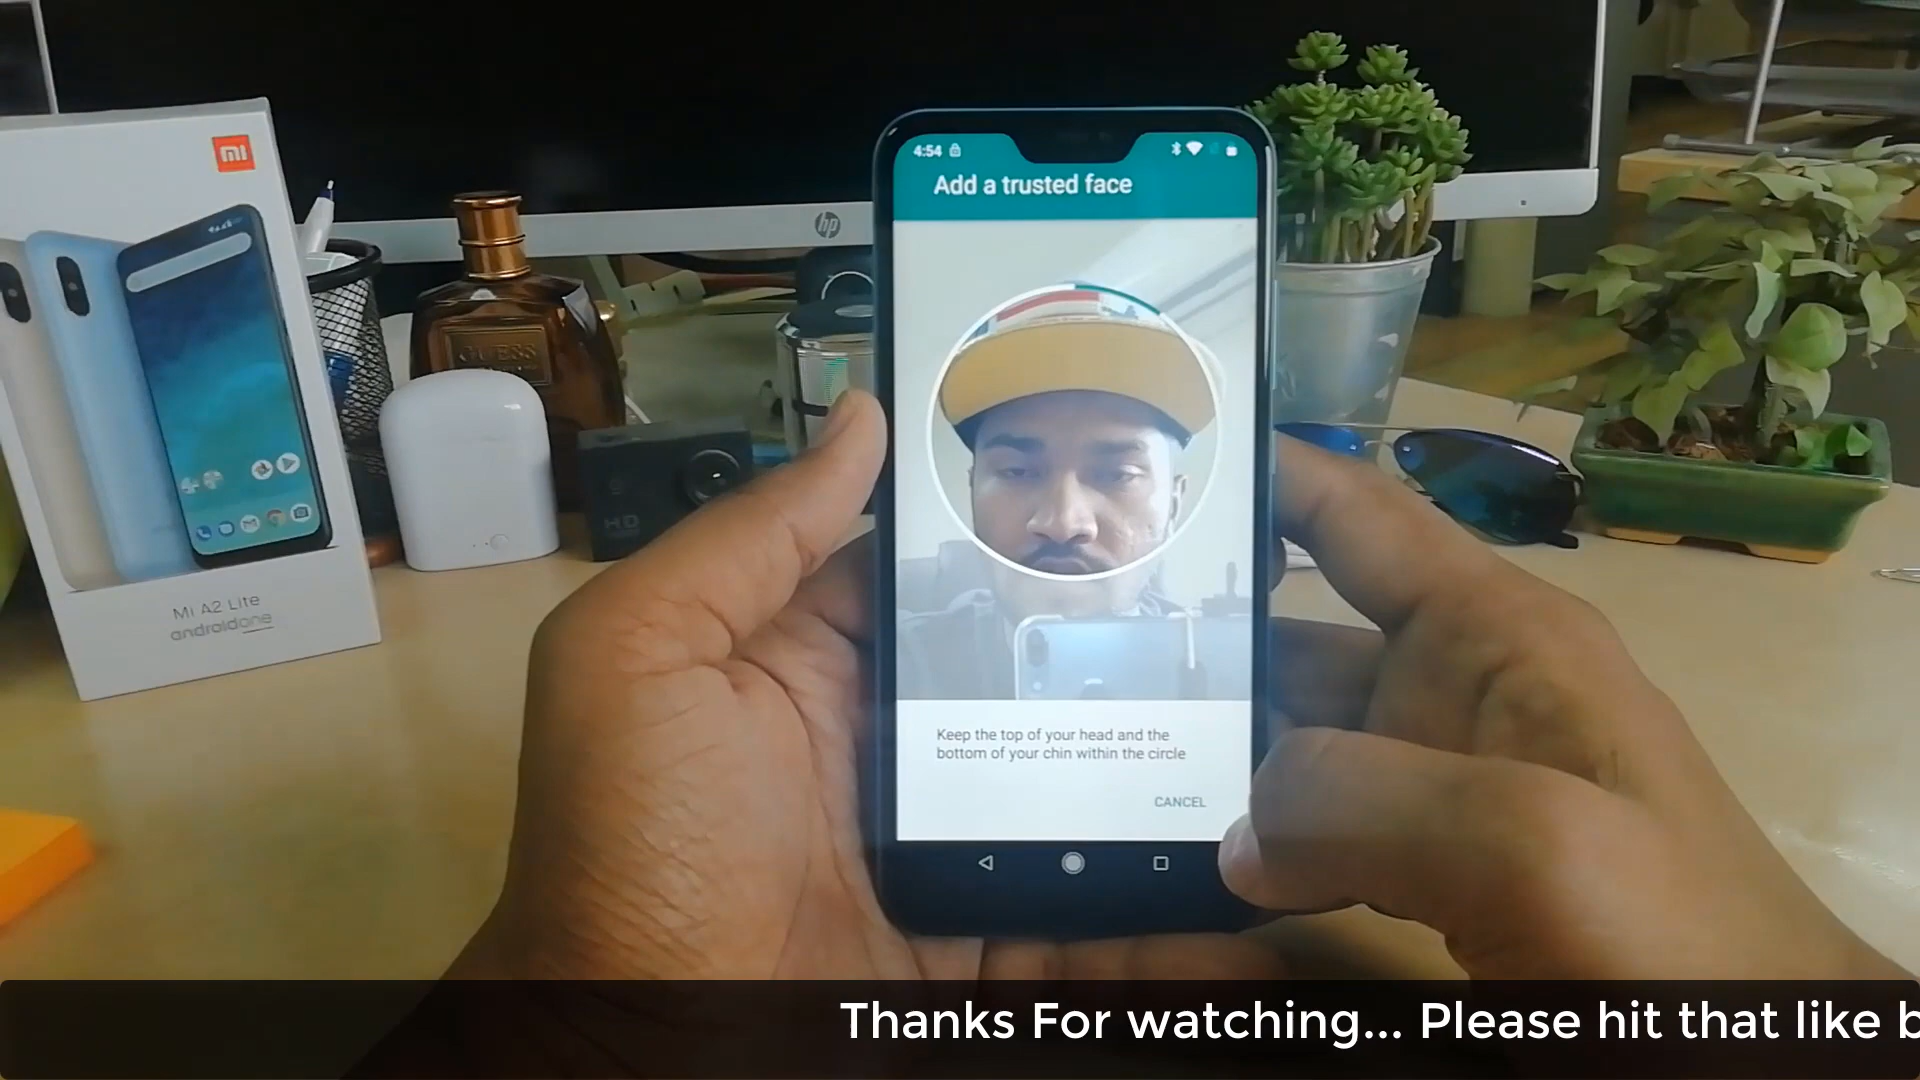 mi
Mi A2 Lite
androidone
GUESS
HD
hp
4:54
Add a trusted face
Keep the top of your head and the
bottom of your chin within the circle
CANCEL
Thanks For watching... Please hit that like b